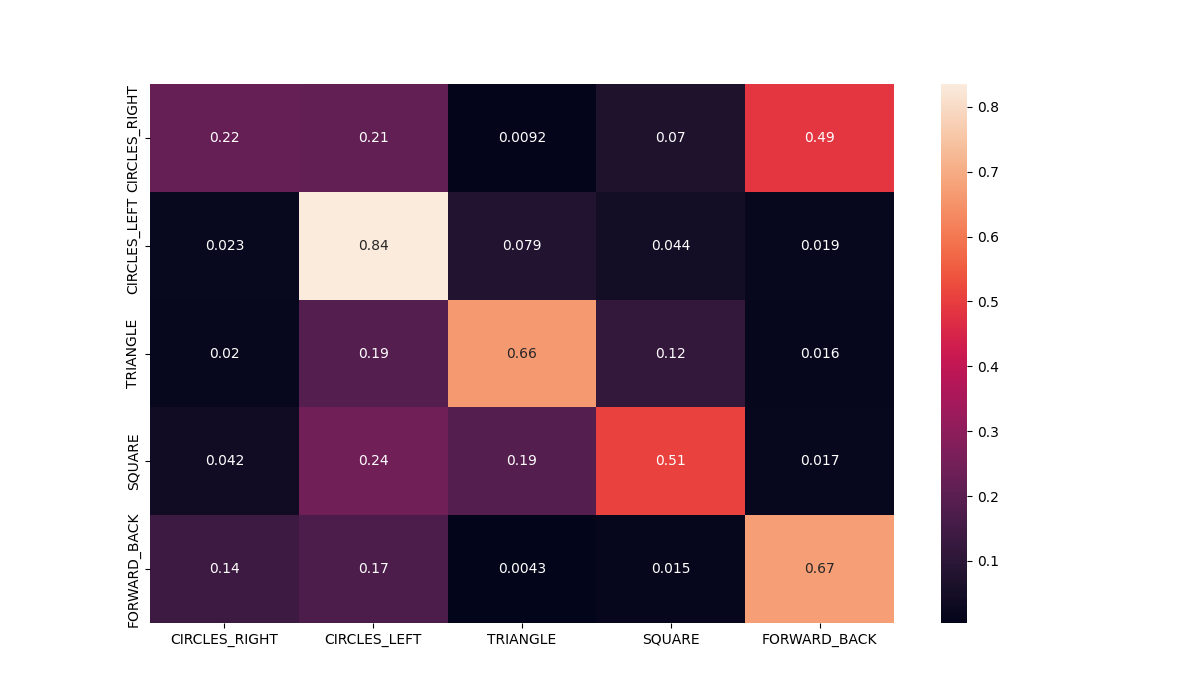 CIRCLES_RIGHT 0.22 0.21 0.0092 0.07 0.49
CIRCLES_LEFT 0.023 0.84 0.079 0.044 0.019
TRIANGLE 0.02 0.19 0.66 0.12 0.016
SQUARE 0.042 0.24 0.19 0.51 0.017
FORWARD_BACK 0.14 0.17 0.0043 0.015 0.67
CIRCLES_RIGHT CIRCLES_LEFT TRIANGLE SQUARE FORWARD_BACK
0.8
0.7
0.6
0.5
0.4
0.3
0.2
0.1